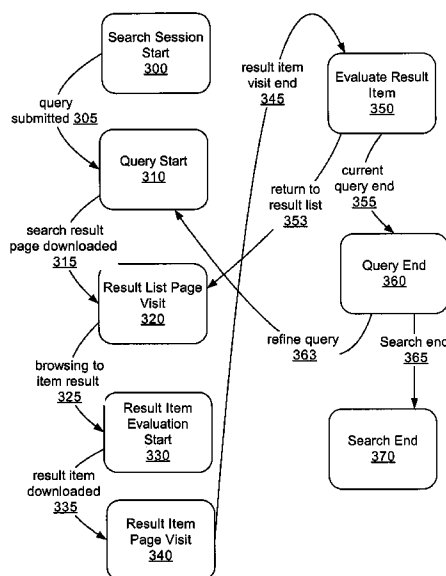 Search Session
Start
300
query
submitted 305
Query Start
310
search result
page downloaded
315
Result List Page
Visit
320
browsing to
item result
325
Result Item
Evaluation
Start
330
result item
downloaded
335
Result Item
Page Visit
340
result item
visit end
345
Evaluate Result
Item
350
return to
result list
353
current
query end
355
Query End
360
refine query
363
Search end
365
Search End
370